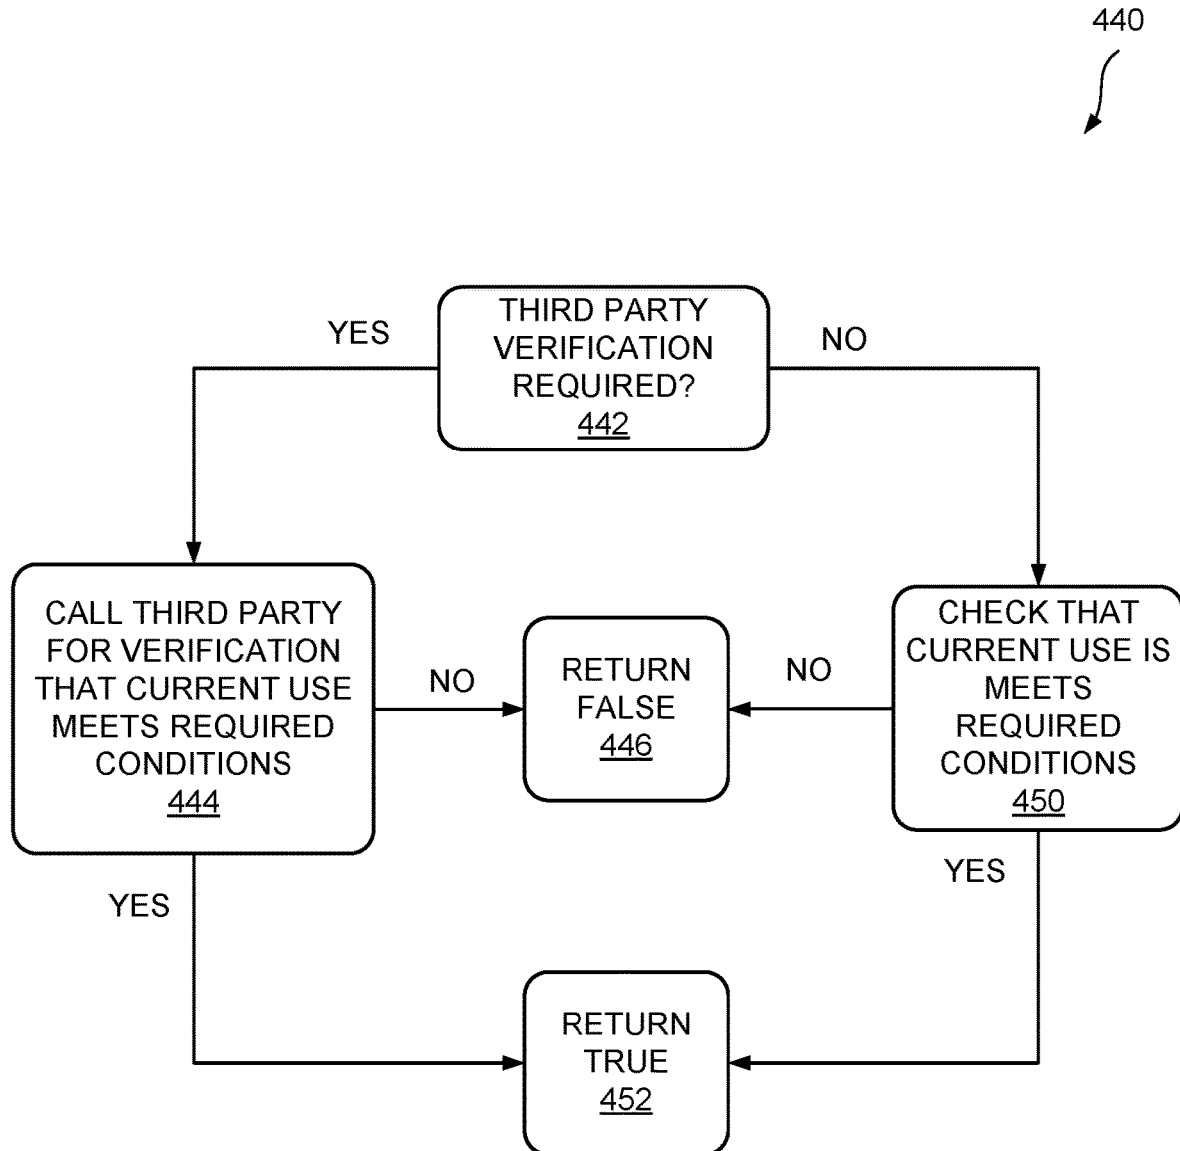 440
THIRD PARTY
VERIFICATION
REQUIRED?
442
YES
NO
CALL THIRD PARTY
FOR VERIFICATION
THAT CURRENT USE
MEETS REQUIRED
CONDITIONS
444
NO
RETURN
FALSE
446
NO
CHECK THAT
CURRENT USE IS
MEETS
REQUIRED
CONDITIONS
450
YES
YES
RETURN
TRUE
452